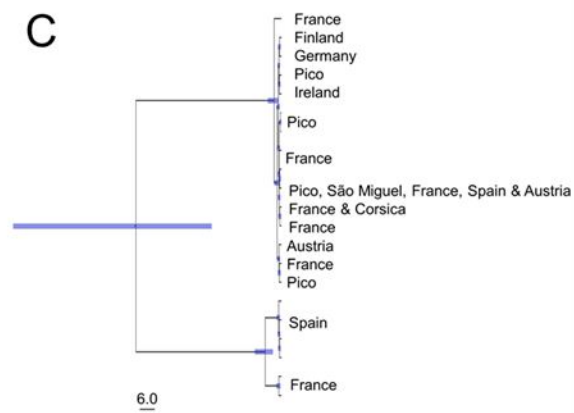 C
France
Finland
Germany
Pico
Ireland
Pico
France
Pico, São Miguel, France, Spain & Austria
France & Corsica
France
Austria
France
Pico
Spain
France
6.0